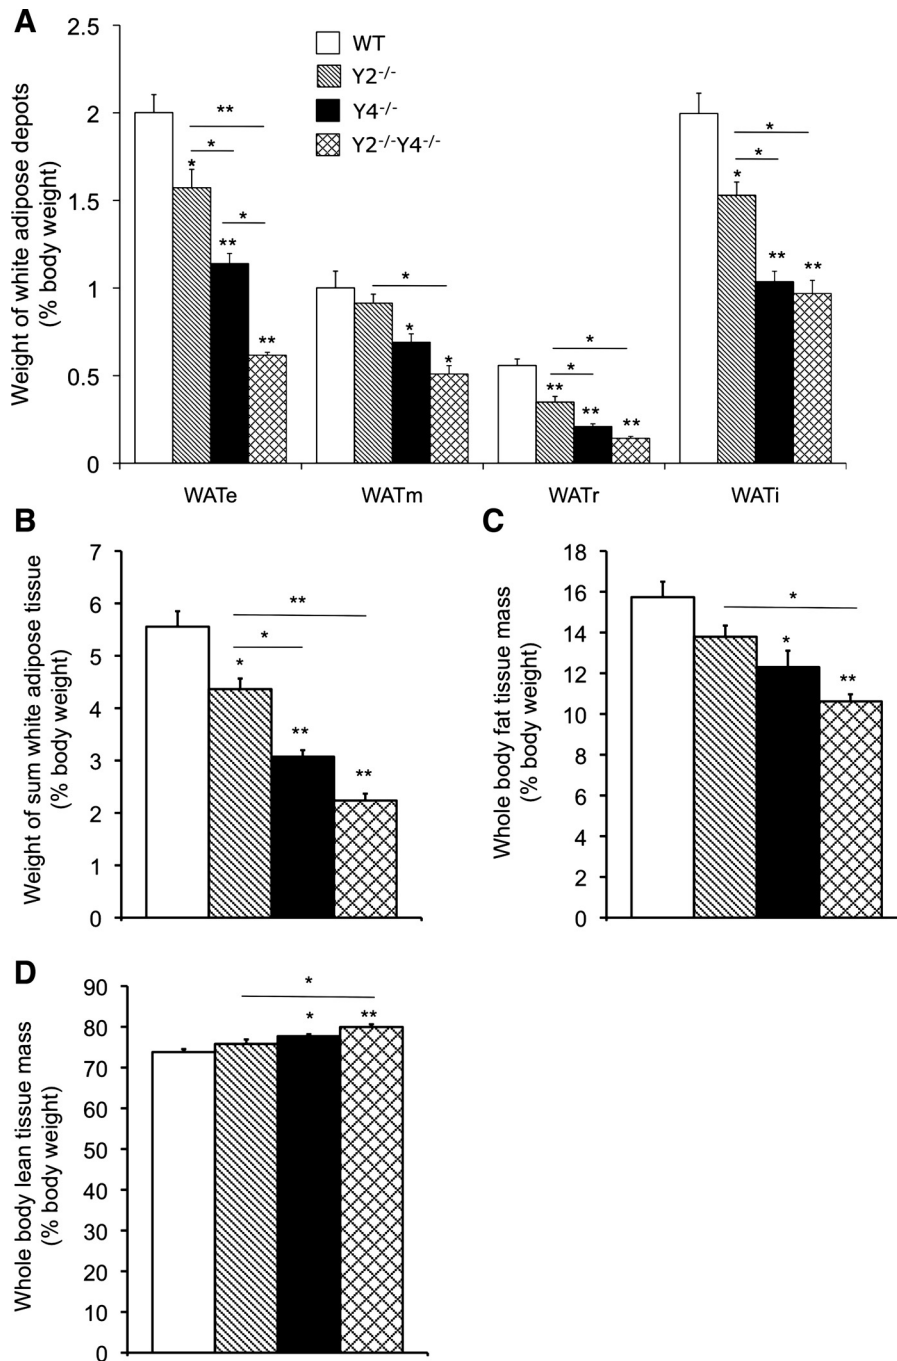 A
Weight of white adipose depots
(% body weight)
2.5
2
1.5
1
0.5
0
WT
Y2-/-
Y4-/-
Y2-/-Y4-/-
** * * * **
**
* * *
* * ** ** **
* * * ** **
WATe WATm WATr WATi
B
Weight of sum white adipose tissue
(% body weight)
7
6
5
4
3
2
1
0
**
*
*
**
**
C
Whole body fat tissue mass
(% body weight)
18
16
14
12
10
8
6
4
2
0
*
*
**
D
Whole body lean tissue mass
(% body weight)
90
80
70
60
50
40
30
20
10
0
*
*
**